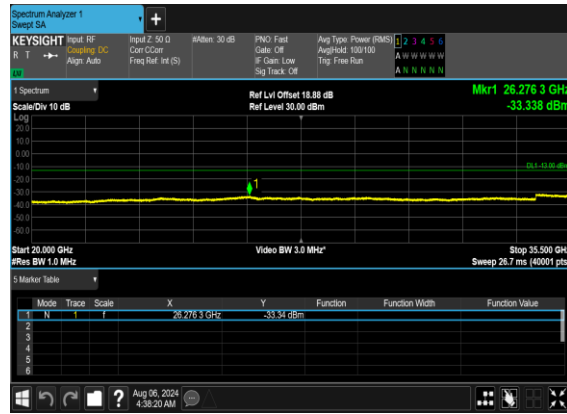 Spectrum Analyzer 1
Swept SA
+
KEYSIGHT Input: RF Input Z: 50 Ω #Atten: 30 dB PNO: Fast Avg Type: Power (RMS) 1 2 3 4 5 6
R T Coupling: DC Corr CCorr Gate: Off Avg|Hold: 100/100 A W W W W W
Align: Auto Freq Ref: Int (S) IF Gain: Low Trig: Free Run
Sig Track: Off A N N N N N
1 Spectrum Ref Lvl Offset 18.88 dB Mkr1 26.276 3 GHz
Scale/Div 10 dB Ref Level 30.00 dBm -33.338 dBm
Log
20.0
10.0
0.00
-10.0 DL1 -13.00 dBm
-20.0
1
-30.0
-40.0
-50.0
-60.0
Start 20.000 GHz Video BW 3.0 MHz* Stop 35.500 GHz
#Res BW 1.0 MHz Sweep 26.7 ms (40001 pts)
5 Marker Table
Mode Trace Scale X Y Function Function Width Function Value
1 N 1 f 26.276 3 GHz -33.34 dBm
2
3
4
5
6
? Aug 06, 2024
4:38:20 AM